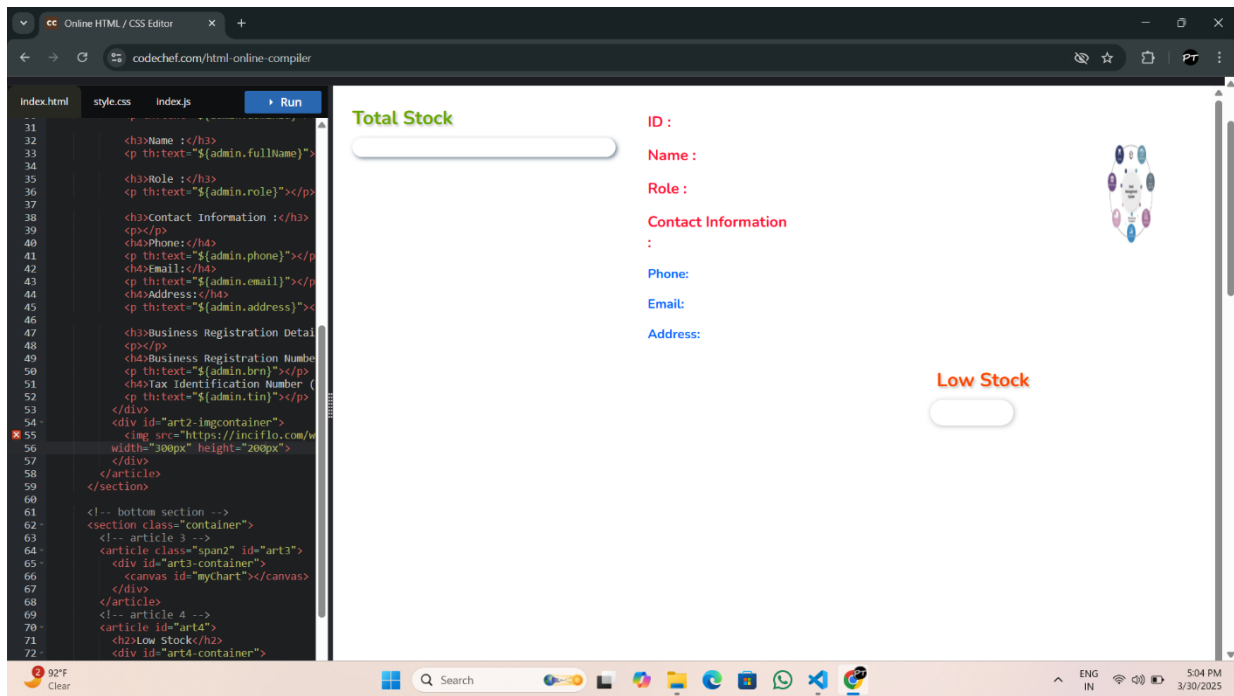 Online HTML / CSS Editor
codechef.com/html-online-compiler
PT
index.html style.css index.js Run
31
32 <h3>Name :</h3>
33 <p th:text="${admin.fullName}">
34
35 <h3>Role :</h3>
36 <p th:text="${admin.role}"></p>
37
38 <h3>Contact Information :</h3>
39 <p></p>
40 <h4>Phone:</h4>
41 <p th:text="${admin.phone}"></p
42 <h4>Email:</h4>
43 <p th:text="${admin.email}"></p
44 <h4>Address:</h4>
45 <p th:text="${admin.address}"><
46
47 <h3>Business Registration Detai
48 <p></p>
49 <h4>Business Registration Numbe
50 <p th:text="${admin.brn}"></p>
51 <h4>Tax Identification Number (
52 <p th:text="${admin.tin}"></p>
53 </div>
54 <div id="art2-imgcontainer">
55 <img src="https://inciflo.com/w
56 width="300px" height="200px">
57 </div>
58 </article>
59 </section>
60
61 <!-- bottom section -->
62 <section class="container">
63 <!-- article 3 -->
64 <article class="span2" id="art3">
65 <div id="art3-container">
66 <canvas id="myChart"></canvas>
67 </div>
68 </article>
69 <!-- article 4 -->
70 <article id="art4">
71 <h2>Low Stock</h2>
72 <div id="art4-container">
Total Stock
ID :
Name :
Role :
Contact Information
:
Phone:
Email:
Address:
Low Stock
2
92°F
Clear
Search
PT
ENG
IN
5:04 PM
3/30/2025